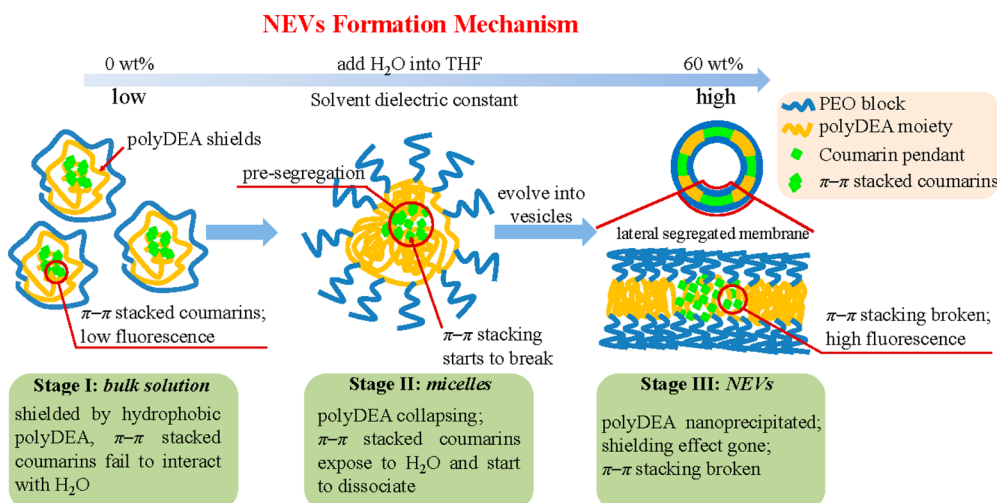 NEVs Formation Mechanism
0 wt%
add H₂O into THF
60 wt%
low
Solvent dielectric constant
high
PEO block
polyDEA moiety
Coumarin pendant
π−π stacked coumarins
polyDEA shields
pre-segregation
evolve into
vesicles
lateral segregated membrane
π−π stacked coumarins;
low fluorescence
π−π stacking
starts to break
π−π stacking broken;
high fluorescence
Stage I: bulk solution
shielded by hydrophobic
polyDEA, π−π stacked
coumarins fail to interact
with H₂O
Stage II: micelles
polyDEA collapsing;
π−π stacked coumarins
expose to H₂O and start
to dissociate
Stage III: NEVs
polyDEA nanoprecipitated;
shielding effect gone;
π−π stacking broken